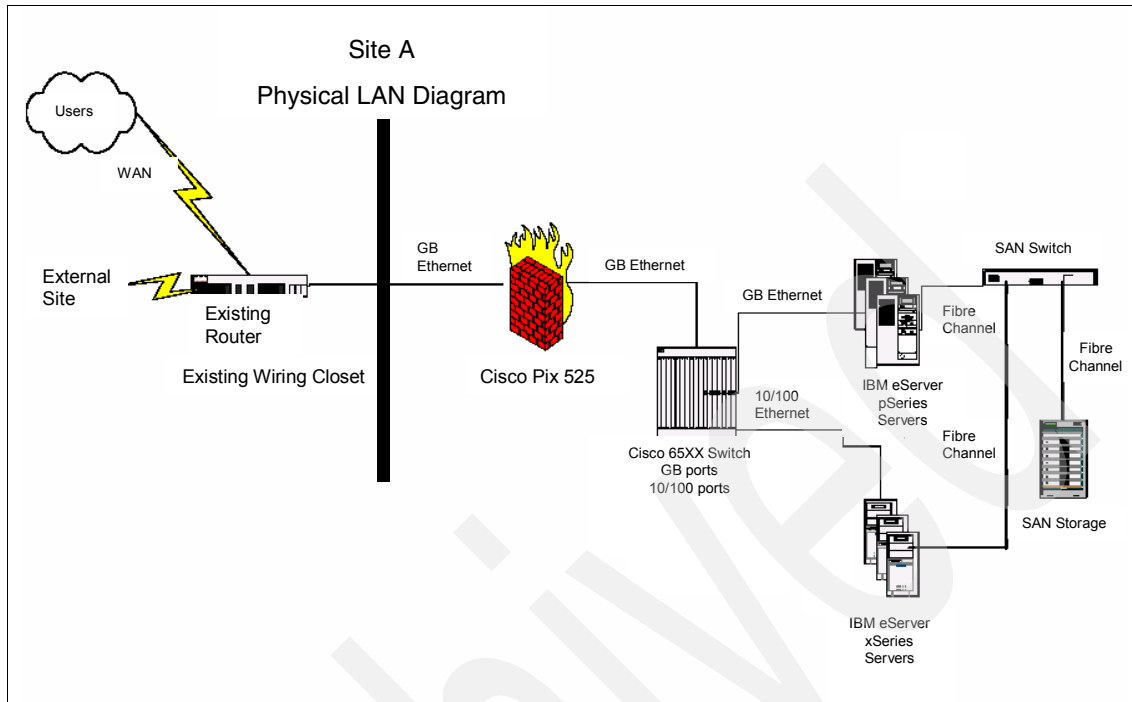 Site A
Physical LAN Diagram
Users
WAN
External
Site
Existing
Router
Existing Wiring Closet
GB
Ethernet
Cisco Pix 525
GB Ethernet
Cisco 65XX Switch
GB ports
10/100 ports
GB Ethernet
10/100
Ethernet
IBM eServer
pSeries
Servers
IBM eServer
xSeries
Servers
SAN Switch
Fibre
Channel
Fibre
Channel
Fibre
Channel
SAN Storage